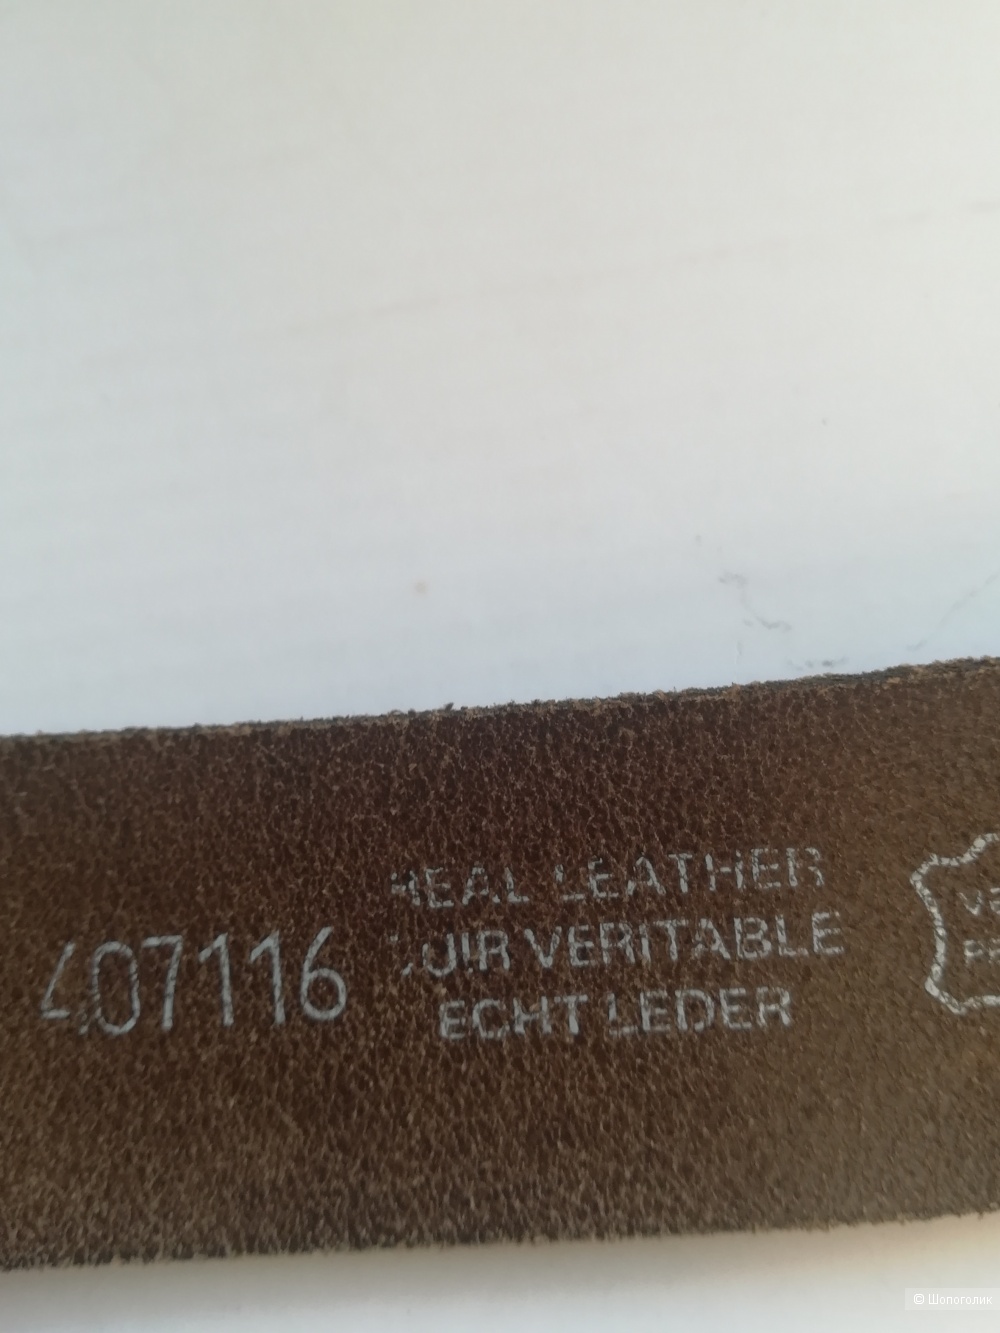 407116
REAL LEATHER
CUIR VERITABLE
ECHT LEDER
© Шопоголик